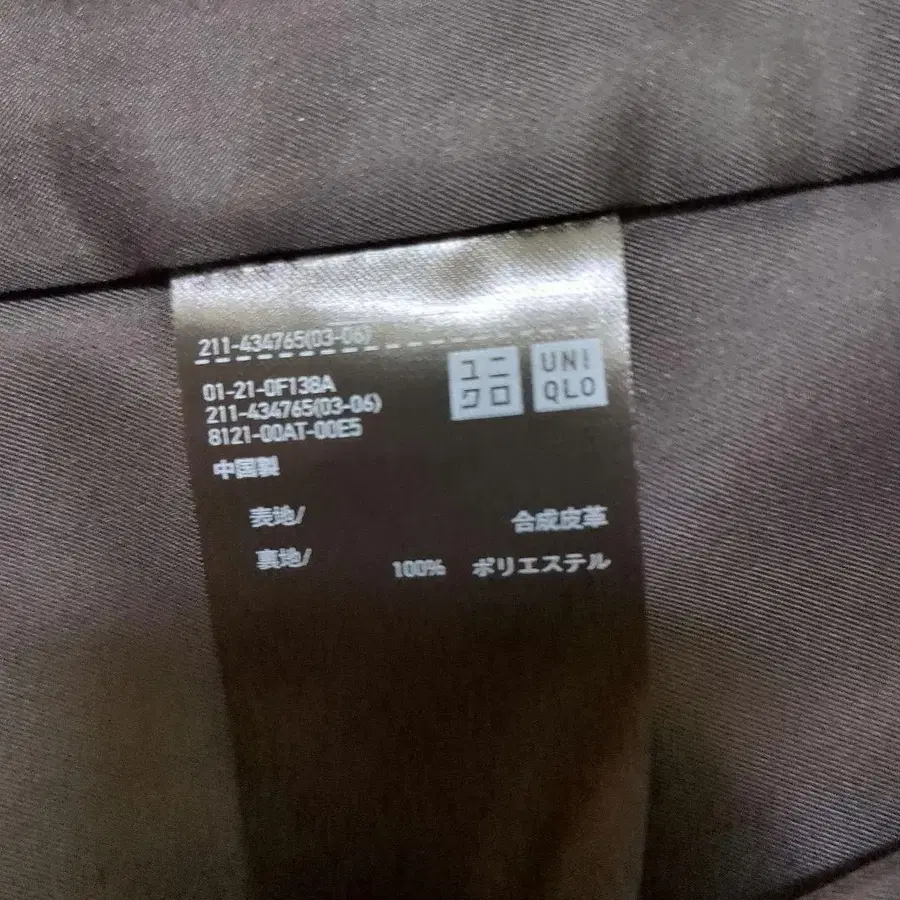 211-434765(03-06)
ユニ
クロ
UNI
QLO
01-21-0F138A
211-434765(03-06)
8121-00AT-00E5
中国製
表地/ 合成皮革
裏地/ 100% ポリエステル